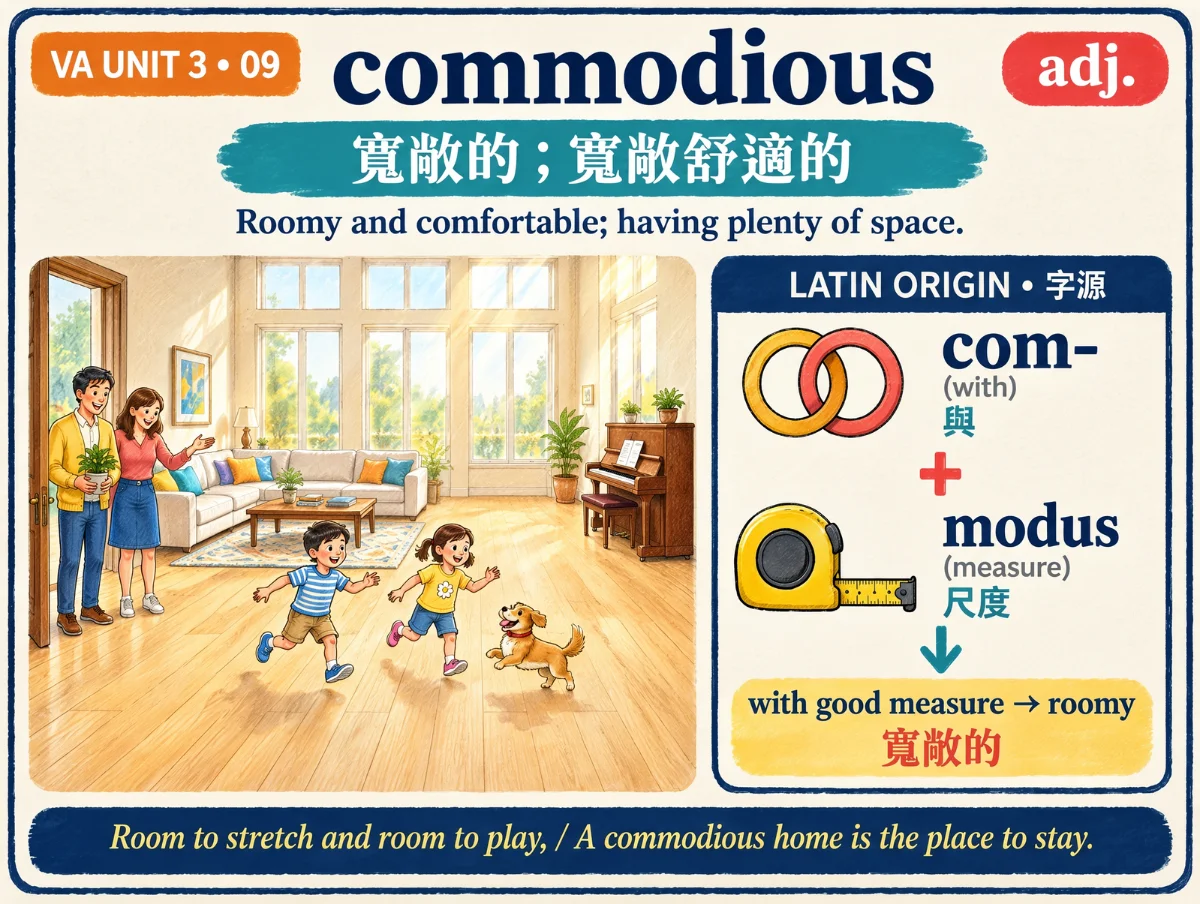 VA UNIT 3 • 09
commodious
adj.
寬敞的；寬敞舒適的
Roomy and comfortable; having plenty of space.
LATIN ORIGIN • 字源
com-
(with)
與
+
modus
(measure)
尺度
with good measure → roomy
寬敞的
Room to stretch and room to play, / A commodious home is the place to stay.